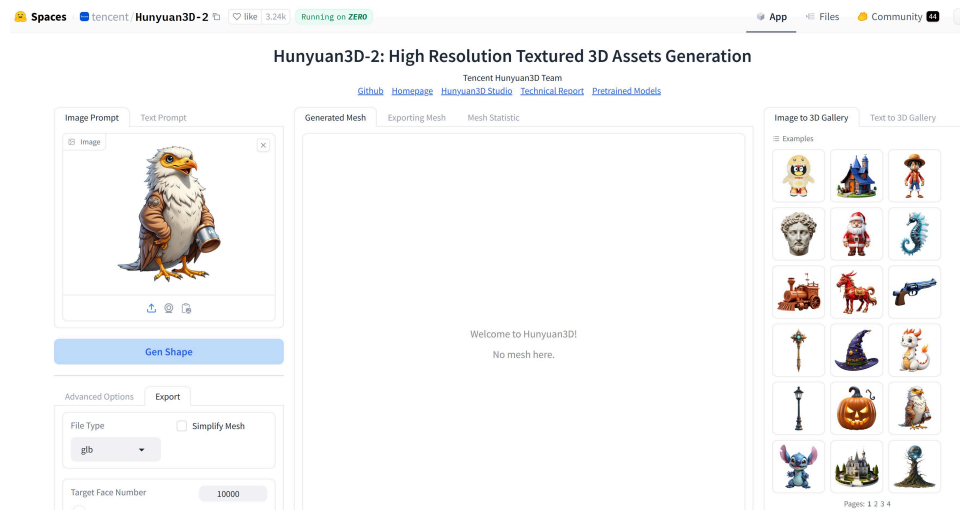 Spaces
tencent/Hunyuan3D-2
like 3.24k
Running on ZERO
App
Files
Community 44
Hunyuan3D-2: High Resolution Textured 3D Assets Generation
Tencent Hunyuan3D Team
Github Homepage Hunyuan3D Studio Technical Report Pretrained Models
Image Prompt Text Prompt
Image
Gen Shape
Advanced Options Export
File Type
Simplify Mesh
glb
Target Face Number
10000
Generated Mesh Exporting Mesh Mesh Statistic
Welcome to Hunyuan3D!
No mesh here.
Image to 3D Gallery Text to 3D Gallery
Examples
Pages: 1 2 3 4